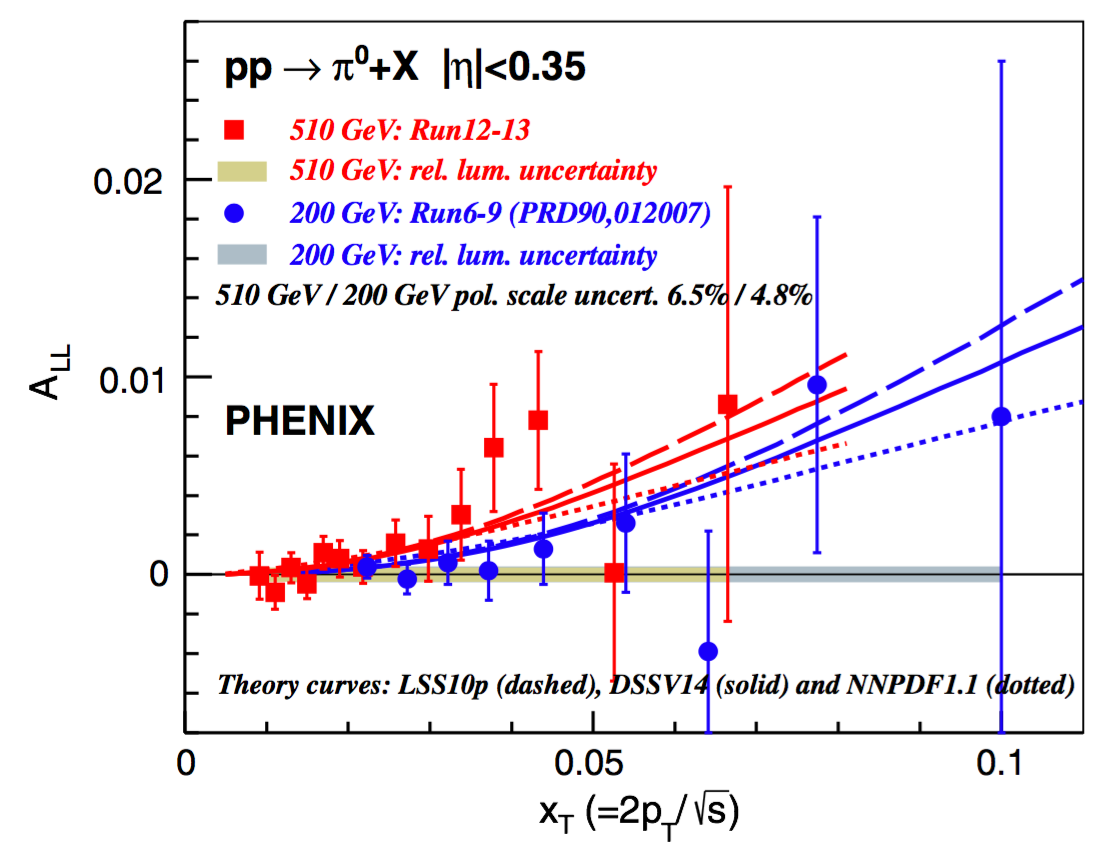 pp → π⁰+X |η|<0.35
510 GeV: Run12-13
510 GeV: rel. lum. uncertainty
200 GeV: Run6-9 (PRD90,012007)
200 GeV: rel. lum. uncertainty
510 GeV / 200 GeV pol. scale uncert. 6.5% / 4.8%
0.02
0.01
A_LL
PHENIX
0
Theory curves: LSS10p (dashed), DSSV14 (solid) and NNPDF1.1 (dotted)
0 0.05 0.1
x_T (=2p_T/√s)